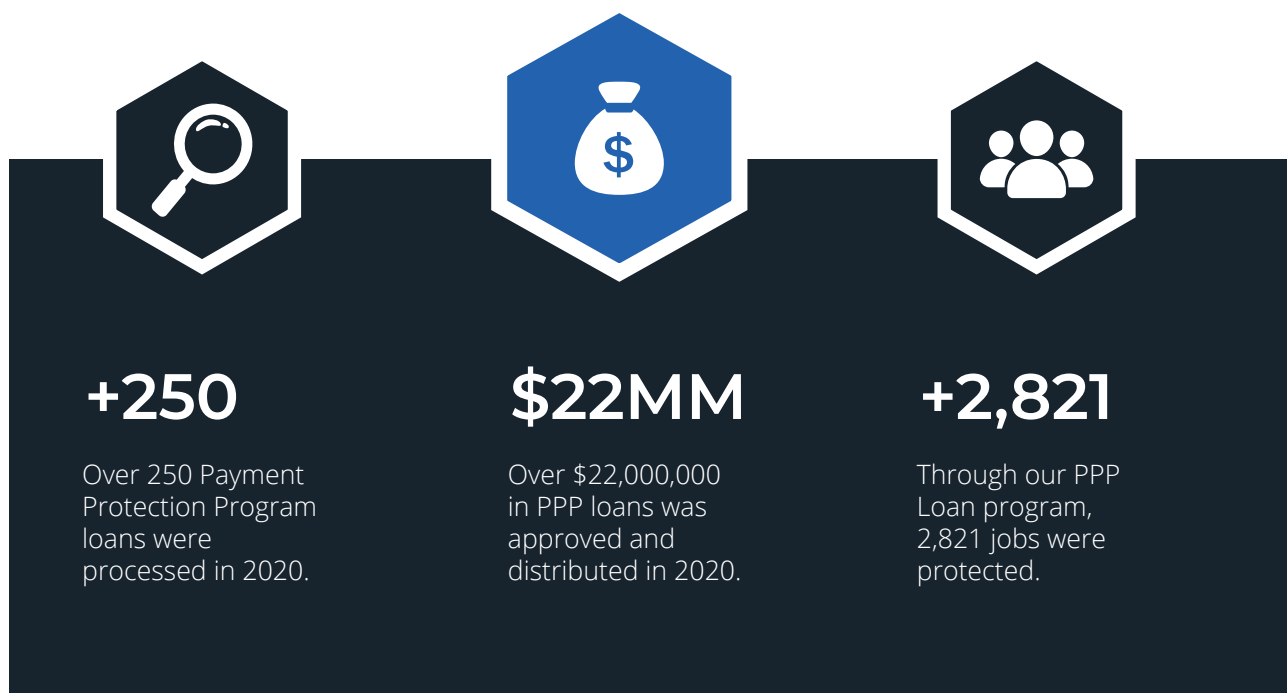 $
+250
Over 250 Payment
Protection Program
loans were
processed in 2020.
$22MM
Over $22,000,000
in PPP loans was
approved and
distributed in 2020.
+2,821
Through our PPP
Loan program,
2,821 jobs were
protected.